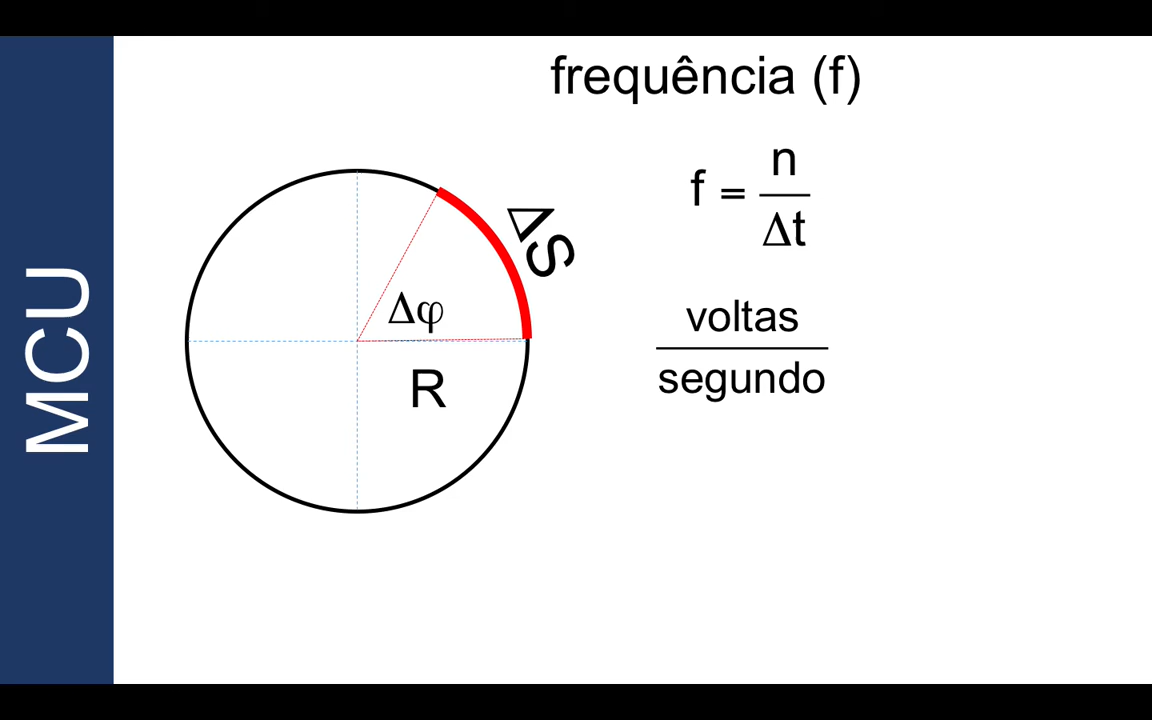 MCU
frequência (f)
f = n
Δt
voltas
segundo
ΔS
Δφ
R